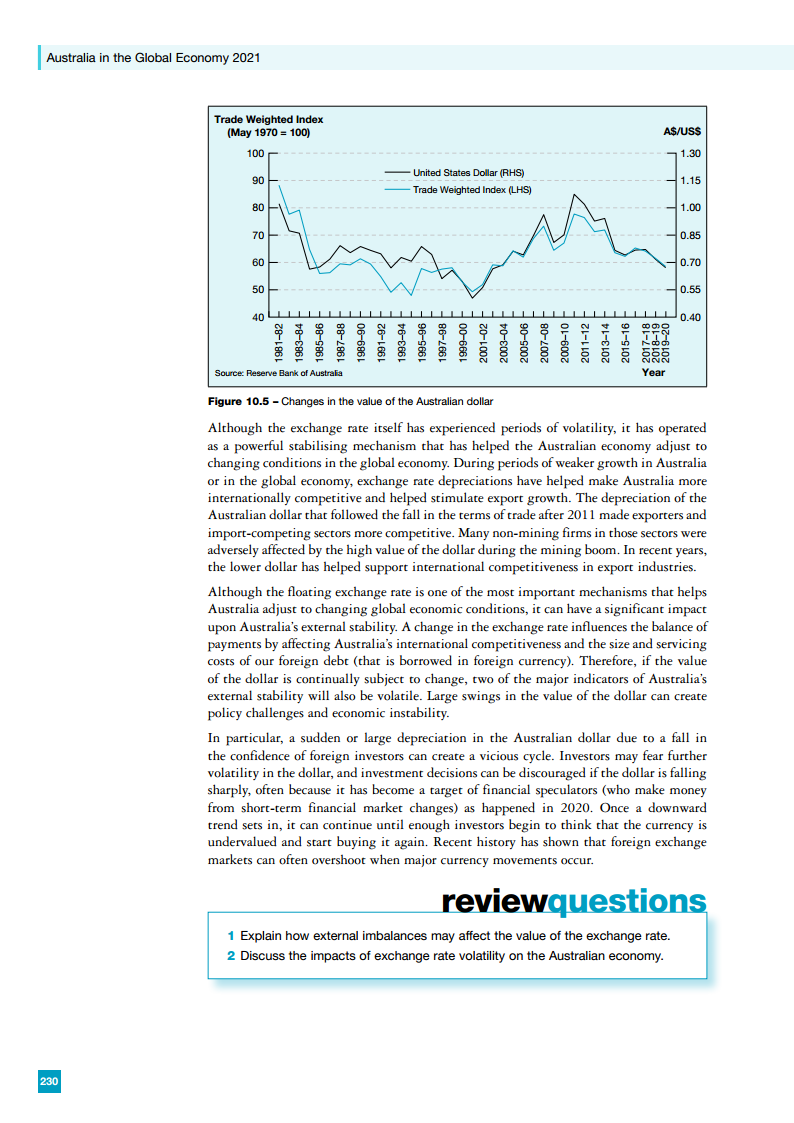 Australia in the Global Economy 2021
Trade Weighted Index
(May 1970 = 100)
A$/US$
100
90
80
70
60
50
40
1.30
1.15
1.00
0.85
0.70
0.55
0.40
United States Dollar (RHS)
Trade Weighted Index (LHS)
1981–82
1983–84
1985–86
1987–88
1989–90
1991–92
1993–94
1995–96
1997–98
1999–00
2001–02
2003–04
2005–06
2007–08
2009–10
2011–12
2013–14
2015–16
2017–18
2018–19
2019–20
Source: Reserve Bank of Australia
Year
Figure 10.5 – Changes in the value of the Australian dollar
Although the exchange rate itself has experienced periods of volatility, it has operated
as a powerful stabilising mechanism that has helped the Australian economy adjust to
changing conditions in the global economy. During periods of weaker growth in Australia
or in the global economy, exchange rate depreciations have helped make Australia more
internationally competitive and helped stimulate export growth. The depreciation of the
Australian dollar that followed the fall in the terms of trade after 2011 made exporters and
import-competing sectors more competitive. Many non-mining firms in those sectors were
adversely affected by the high value of the dollar during the mining boom. In recent years,
the lower dollar has helped support international competitiveness in export industries.
Although the floating exchange rate is one of the most important mechanisms that helps
Australia adjust to changing global economic conditions, it can have a significant impact
upon Australia's external stability. A change in the exchange rate influences the balance of
payments by affecting Australia's international competitiveness and the size and servicing
costs of our foreign debt (that is borrowed in foreign currency). Therefore, if the value
of the dollar is continually subject to change, two of the major indicators of Australia's
external stability will also be volatile. Large swings in the value of the dollar can create
policy challenges and economic instability.
In particular, a sudden or large depreciation in the Australian dollar due to a fall in
the confidence of foreign investors can create a vicious cycle. Investors may fear further
volatility in the dollar, and investment decisions can be discouraged if the dollar is falling
sharply, often because it has become a target of financial speculators (who make money
from short-term financial market changes) as happened in 2020. Once a downward
trend sets in, it can continue until enough investors begin to think that the currency is
undervalued and start buying it again. Recent history has shown that foreign exchange
markets can often overshoot when major currency movements occur.
reviewquestions
1 Explain how external imbalances may affect the value of the exchange rate.
2 Discuss the impacts of exchange rate volatility on the Australian economy.
230